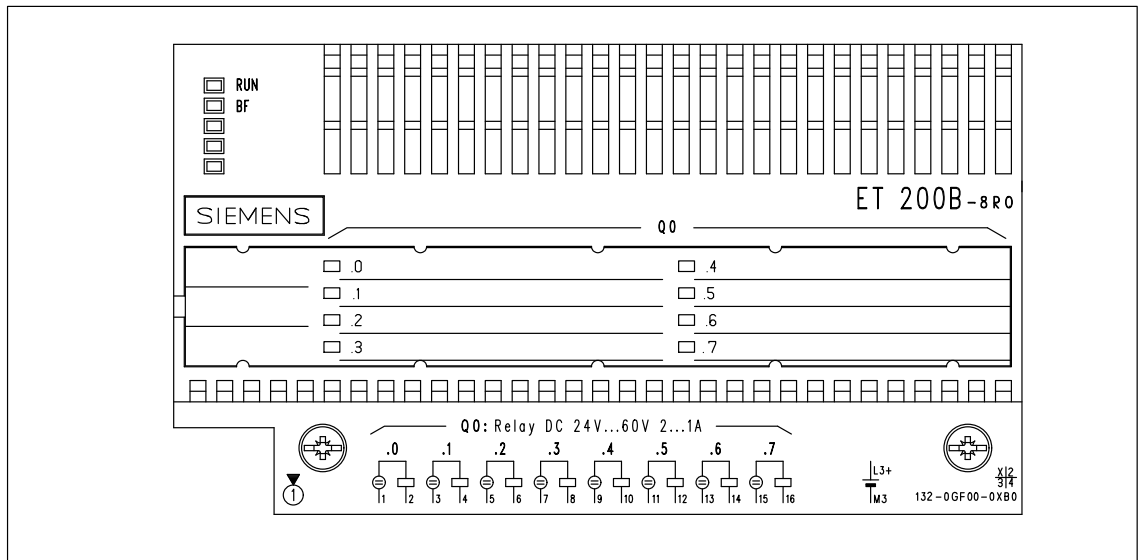 RUN
BF
SIEMENS
ET 200B-8RO
Q0
.0 .4
.1 .5
.2 .6
.3 .7
Q0: Relay DC 24V...60V 2...1A
.0 .1 .2 .3 .4 .5 .6 .7
1 2 3 4 5 6 7 8 9 10 11 12 13 14 15 16
L3+
M3
1
X 2
3 4
132-0GF00-0XB0